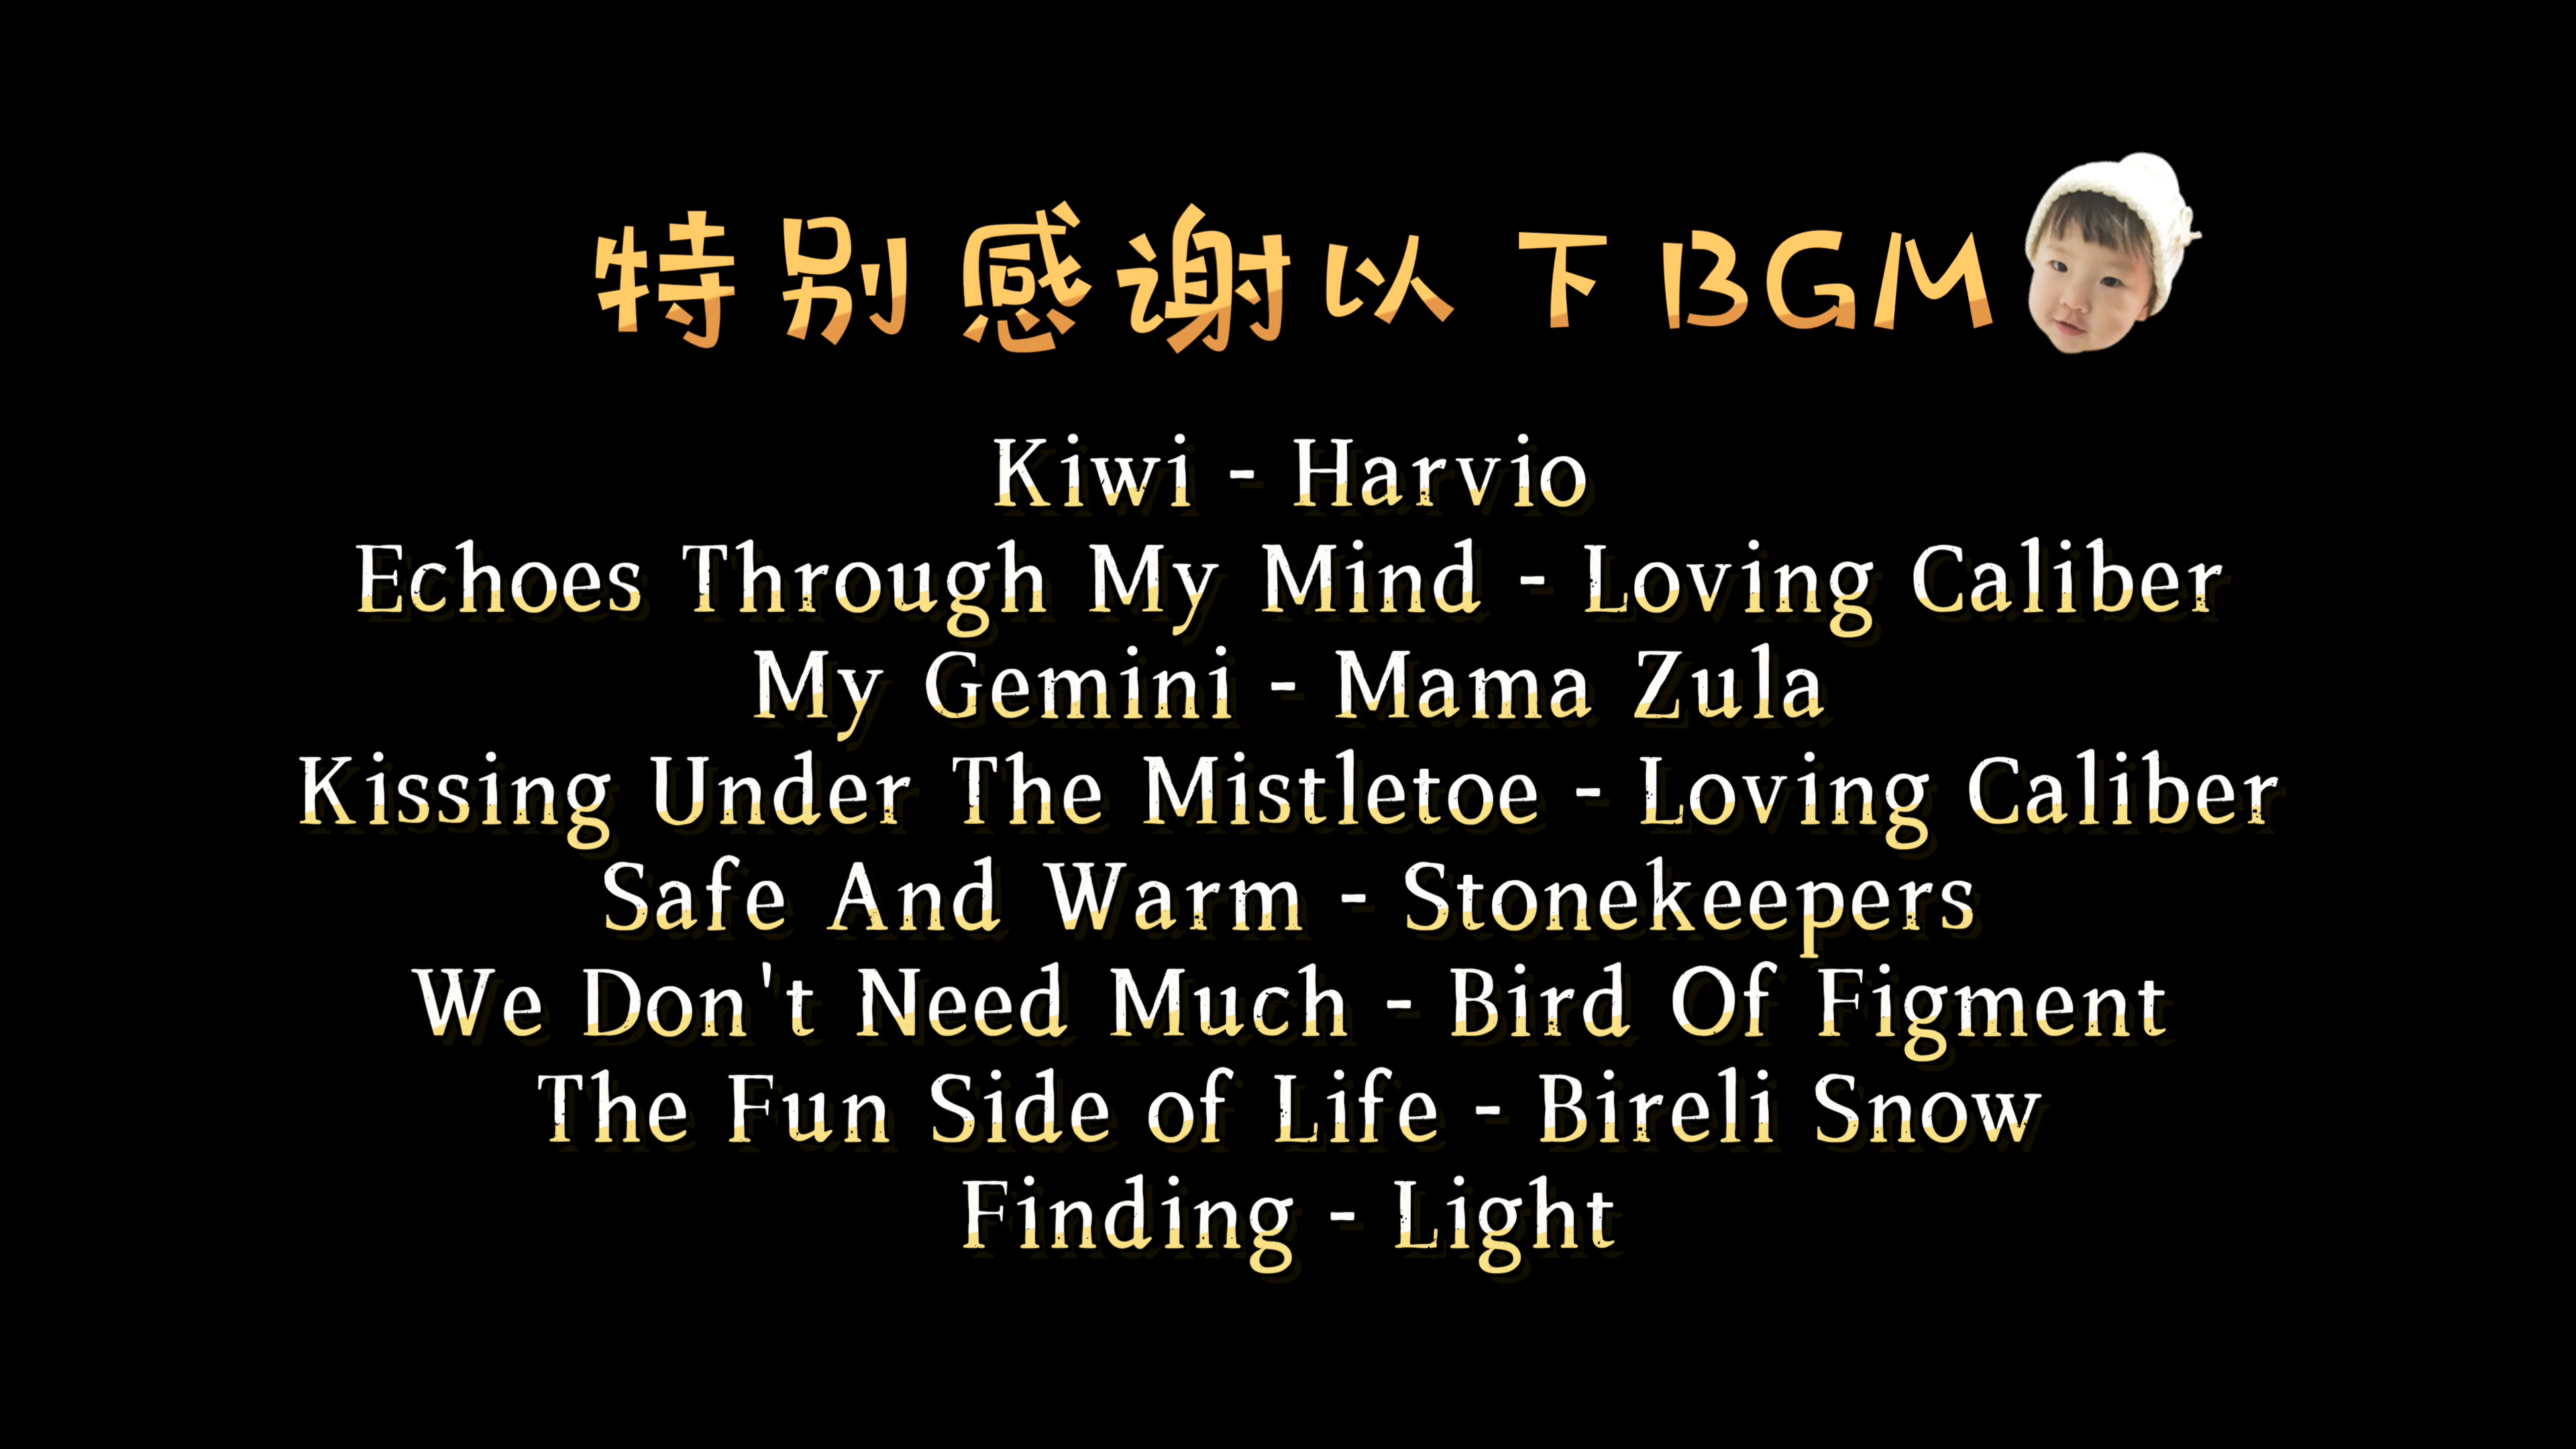 特别感谢以下BGM
Kiwi - Harvio
Echoes Through My Mind - Loving Caliber
My Gemini - Mama Zula
Kissing Under The Mistletoe - Loving Caliber
Safe And Warm - Stonekeepers
We Don't Need Much - Bird Of Figment
The Fun Side of Life - Bireli Snow
Finding - Light